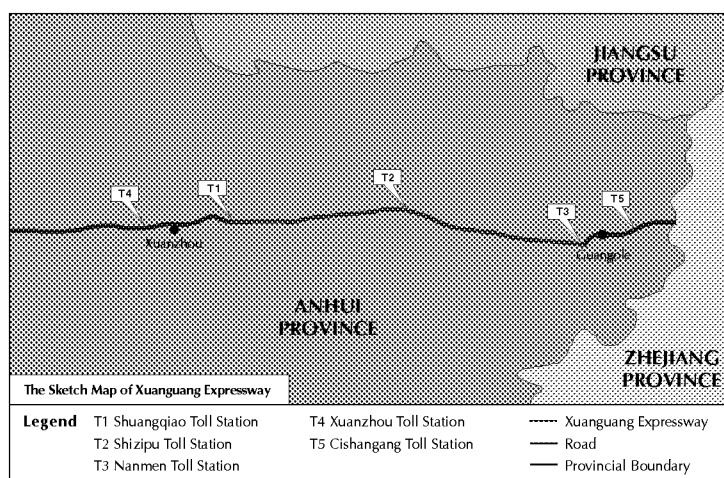 JIANGSU
PROVINCE
T4
T1
T2
T3
T5
Xuanzhou
Guangde
ANHUI
PROVINCE
ZHEJIANG
PROVINCE
The Sketch Map of Xuanguang Expressway
Legend
T1 Shuangqiao Toll Station
T2 Shizipu Toll Station
T3 Nanmen Toll Station
T4 Xuanzhou Toll Station
T5 Cishangang Toll Station
Xuanguang Expressway
Road
Provincial Boundary